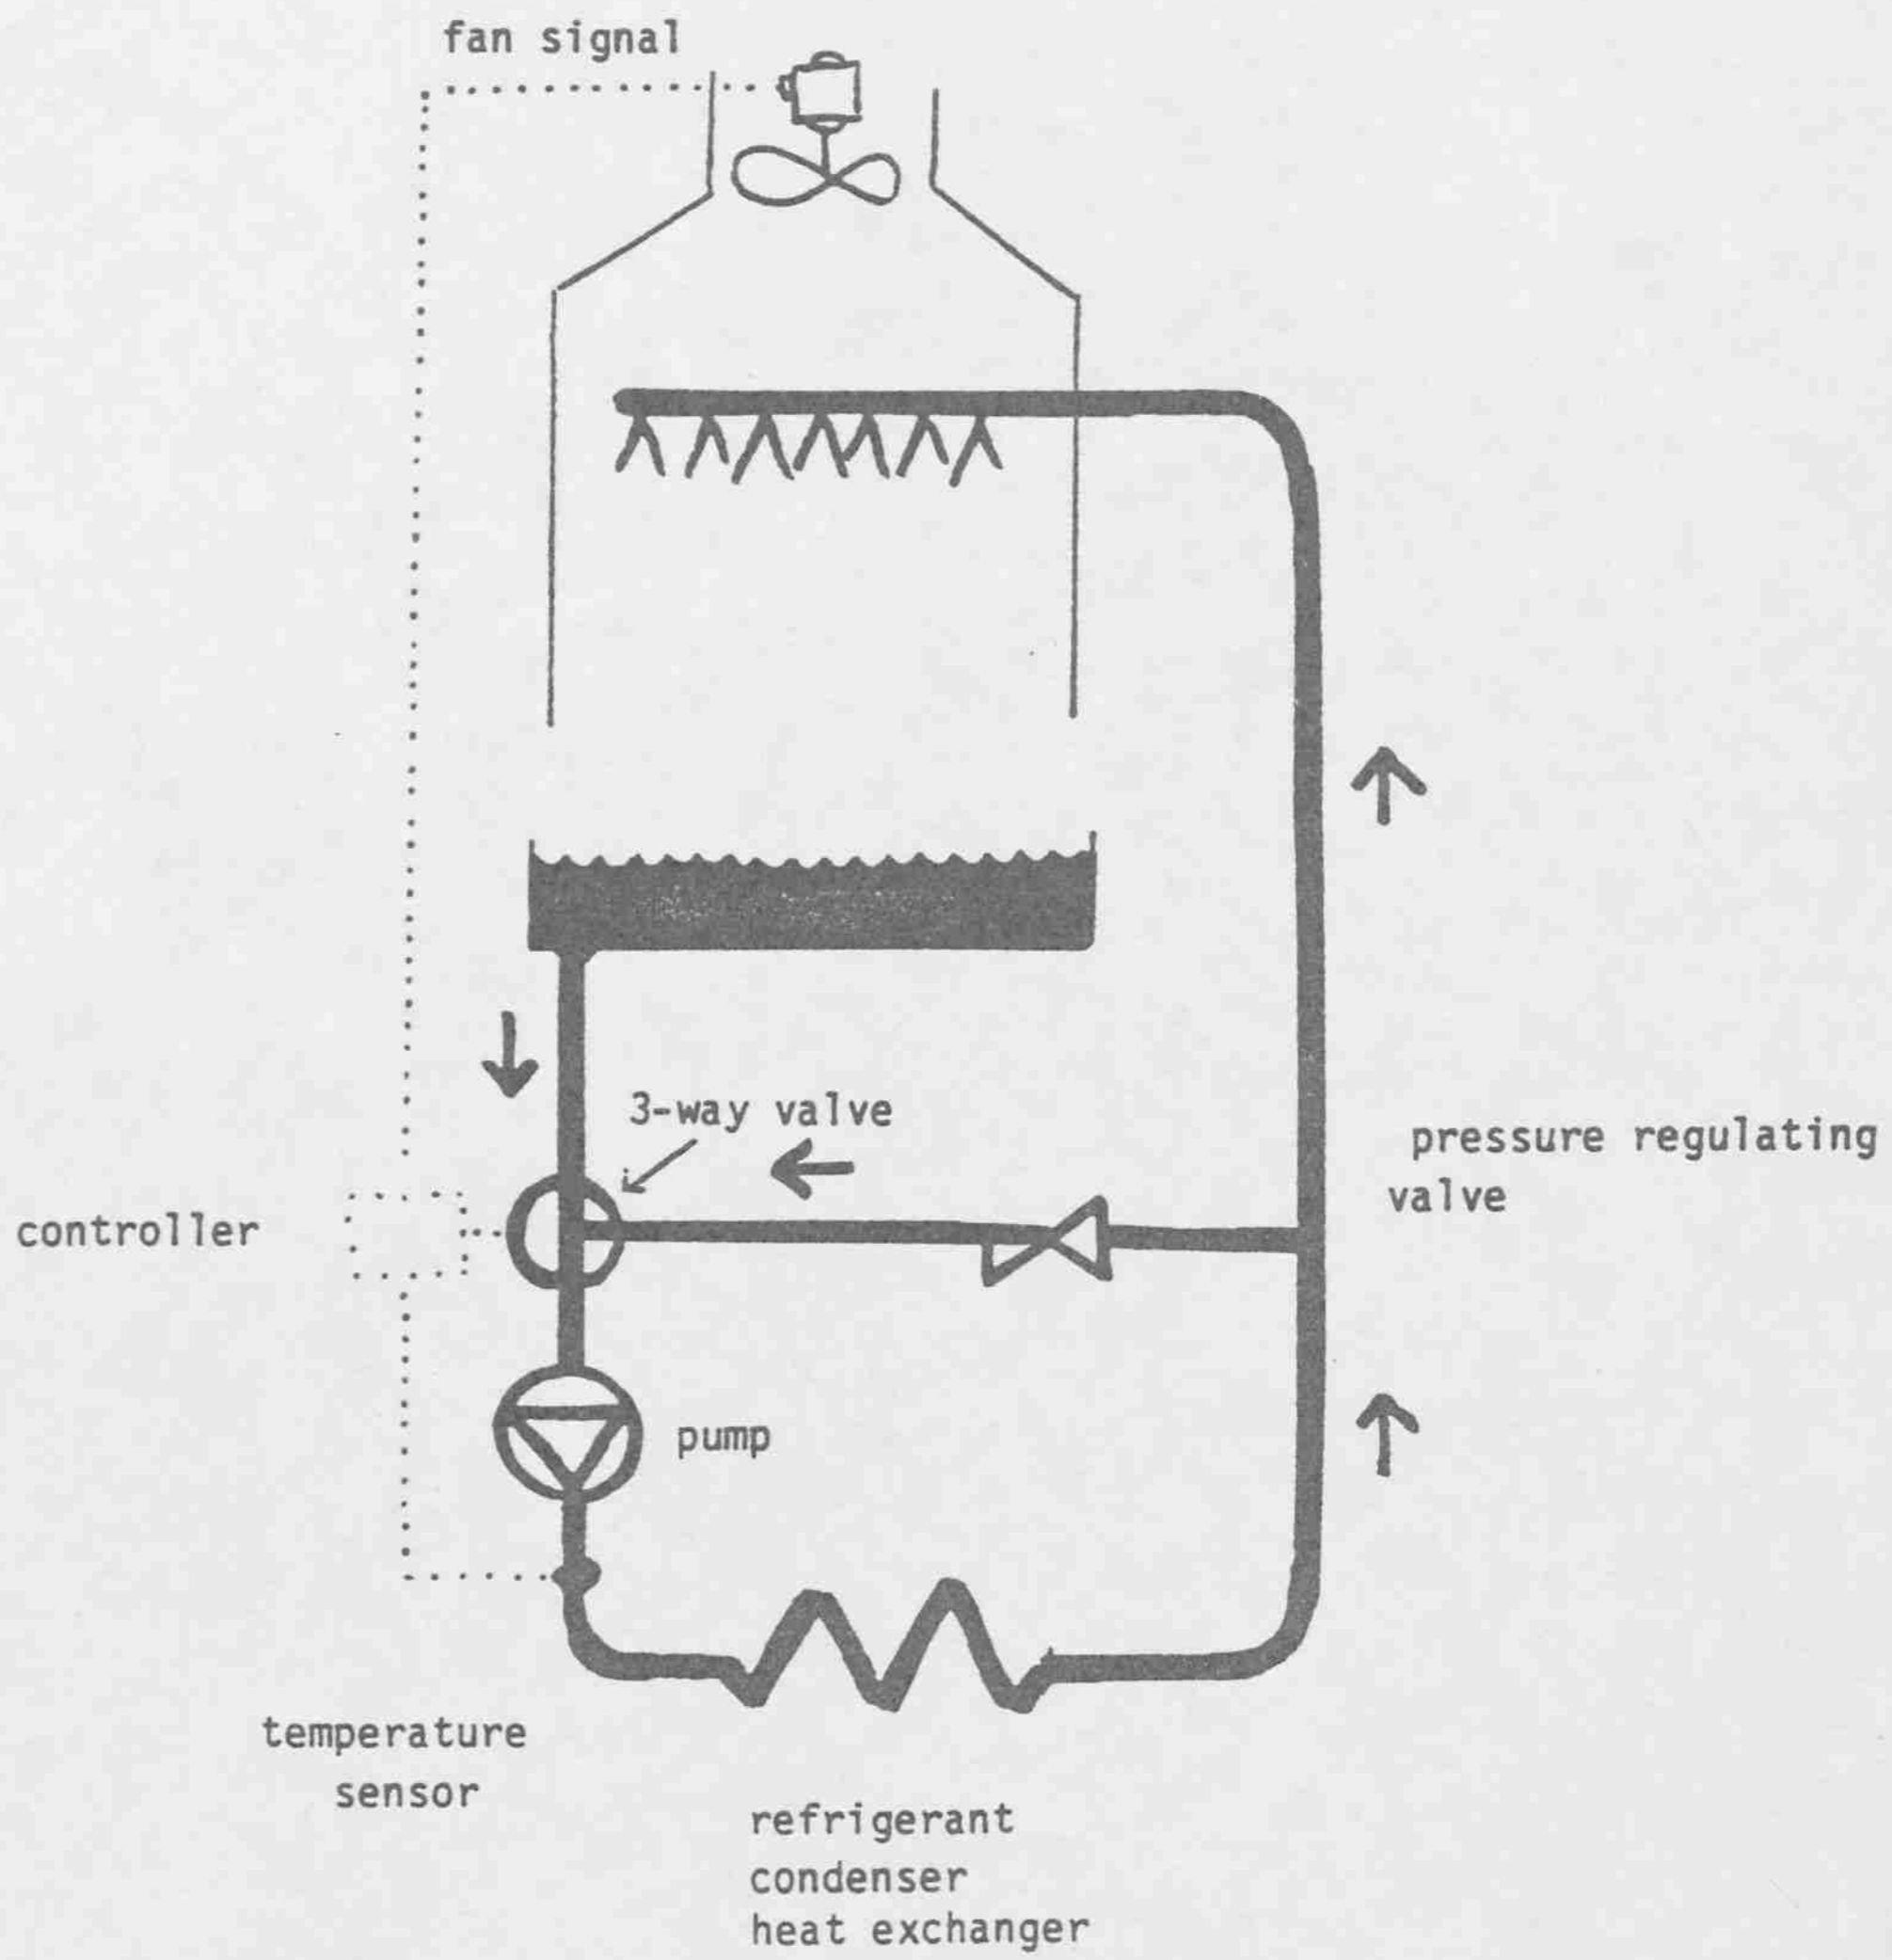 fan signal
3-way valve
pressure regulating
valve
controller
pump
temperature
sensor
refrigerant
condenser
heat exchanger